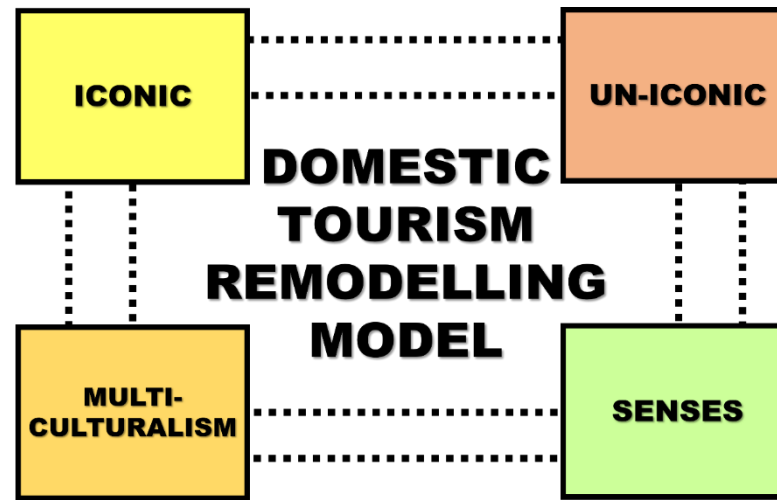 ICONIC
UN-ICONIC
DOMESTIC
TOURISM
REMODELLING
MODEL
MULTI-
CULTURALISM
SENSES